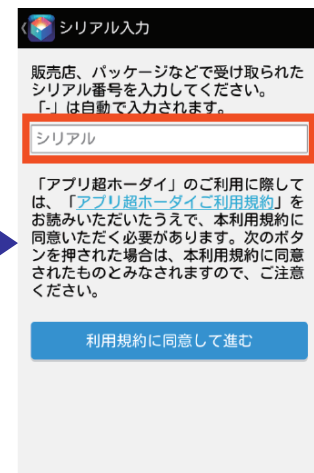 シリアル入力
販売店、パッケージなどで受け取られた
シリアル番号を入力してください。
「-」は自動で入力されます。
シリアル
「アプリ超ホーダイ」のご利用に際して
は、「アプリ超ホーダイご利用規約」を
お読みいただいたうえで、本利用規約に
同意いただく必要があります。次のボタ
ンを押された場合は、本利用規約に同意
されたものとみなされますので、ご注意
ください。
利用規約に同意して進む